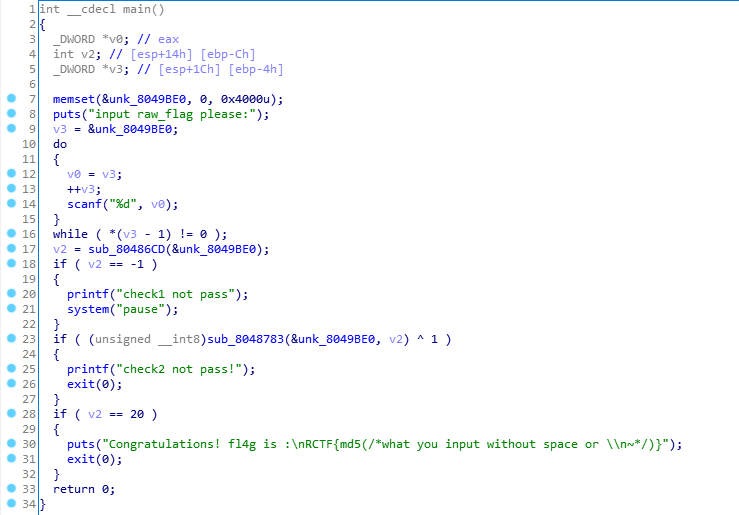 1 int __cdecl main()
2 {
3   _DWORD *v0; // eax
4   int v2; // [esp+14h] [ebp-Ch]
5   _DWORD *v3; // [esp+1Ch] [ebp-4h]
6
7   memset(&unk_8049BE0, 0, 0x4000u);
8   puts("input raw_flag please:");
9   v3 = &unk_8049BE0;
10   do
11   {
12     v0 = v3;
13     ++v3;
14     scanf("%d", v0);
15   }
16   while ( *(v3 - 1) != 0 );
17   v2 = sub_80486CD(&unk_8049BE0);
18   if ( v2 == -1 )
19   {
20     printf("check1 not pass");
21     system("pause");
22   }
23   if ( (unsigned __int8)sub_8048783(&unk_8049BE0, v2) ^ 1 )
24   {
25     printf("check2 not pass!");
26     exit(0);
27   }
28   if ( v2 == 20 )
29   {
30     puts("Congratulations! fl4g is :\nRCTF{md5(/*what you input without space or \\n~*/)}");
31     exit(0);
32   }
33   return 0;
34 }